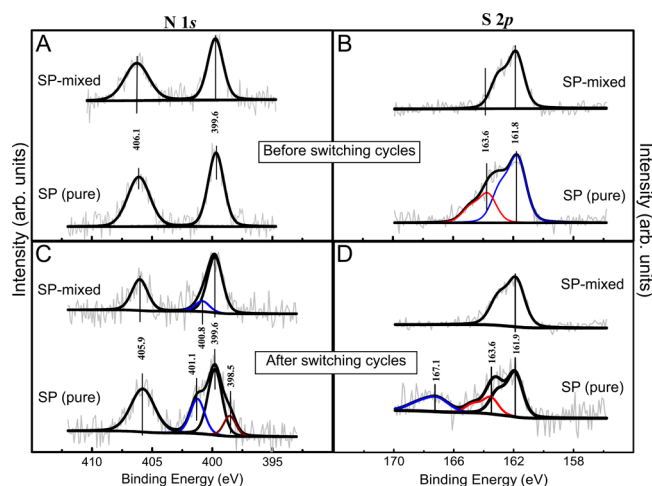 N 1s
S 2p
A
B
SP-mixed
SP-mixed
406.1
399.6
163.6
161.8
Before switching cycles
SP (pure)
SP (pure)
Intensity (arb. units)
Intensity (arb. units)
C
D
SP-mixed
SP-mixed
400.8
399.6
After switching cycles
405.9
401.1
398.5
167.1
163.6
161.9
SP (pure)
SP (pure)
410
405
400
395
170
166
162
158
Binding Energy (eV)
Binding Energy (eV)